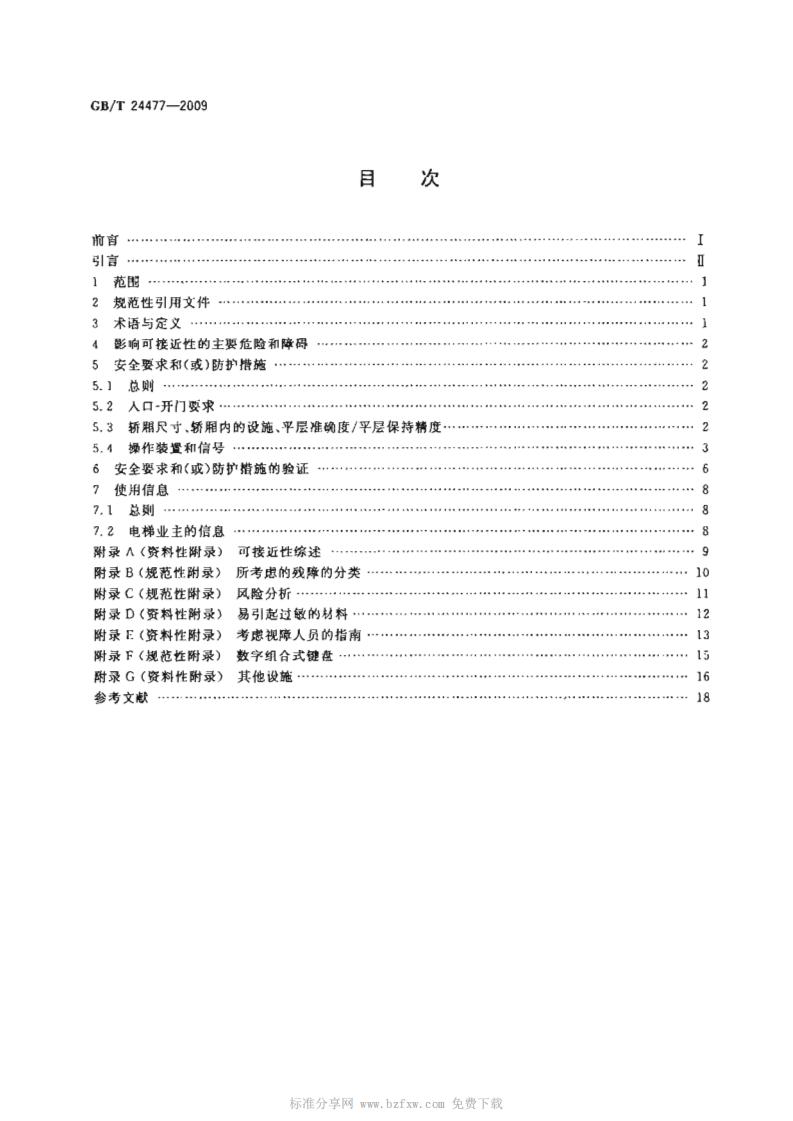 GB/T 24477—2009
目 次
前言 …… Ⅰ
引言 …… Ⅱ
1 范围 …… 1
2 规范性引用文件 …… 1
3 术语与定义 …… 1
4 影响可接近性的主要危险和障碍 …… 2
5 安全要求和(或)防护措施 …… 2
5.1 总则 …… 2
5.2 入口-开门要求 …… 2
5.3 轿厢尺寸、轿厢内的设施、平层准确度/平层保持精度 …… 2
5.4 操作装置和信号 …… 3
6 安全要求和(或)防护措施的验证 …… 6
7 使用信息 …… 8
7.1 总则 …… 8
7.2 电梯业主的信息 …… 8
附录 A (资料性附录) 可接近性综述 …… 9
附录 B (规范性附录) 所考虑的残障的分类 …… 10
附录 C (规范性附录) 风险分析 …… 11
附录 D (资料性附录) 易引起过敏的材料 …… 12
附录 E (资料性附录) 考虑视障人员的指南 …… 13
附录 F (规范性附录) 数字组合式键盘 …… 15
附录 G (资料性附录) 其他设施 …… 16
参考文献 …… 18
标准分享网 www.bzfxw.com 免费下载